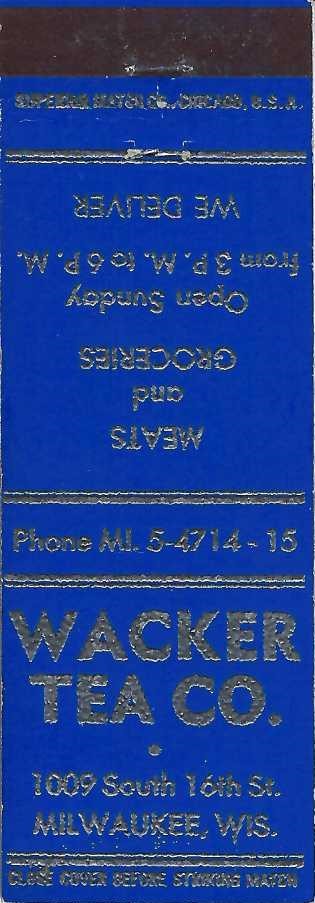 SUPERIOR MATCH CO., CHICAGO, U.S.A.
MEATS
and
GROCERIES
Open Sunday
from 3 P. M. to 6 P. M.
WE DELIVER
Phone MI. 5-4714 - 15
WACKER
TEA CO.
1009 South 16th St.
MILWAUKEE, WIS.
CLOSE COVER BEFORE STRIKING MATCH